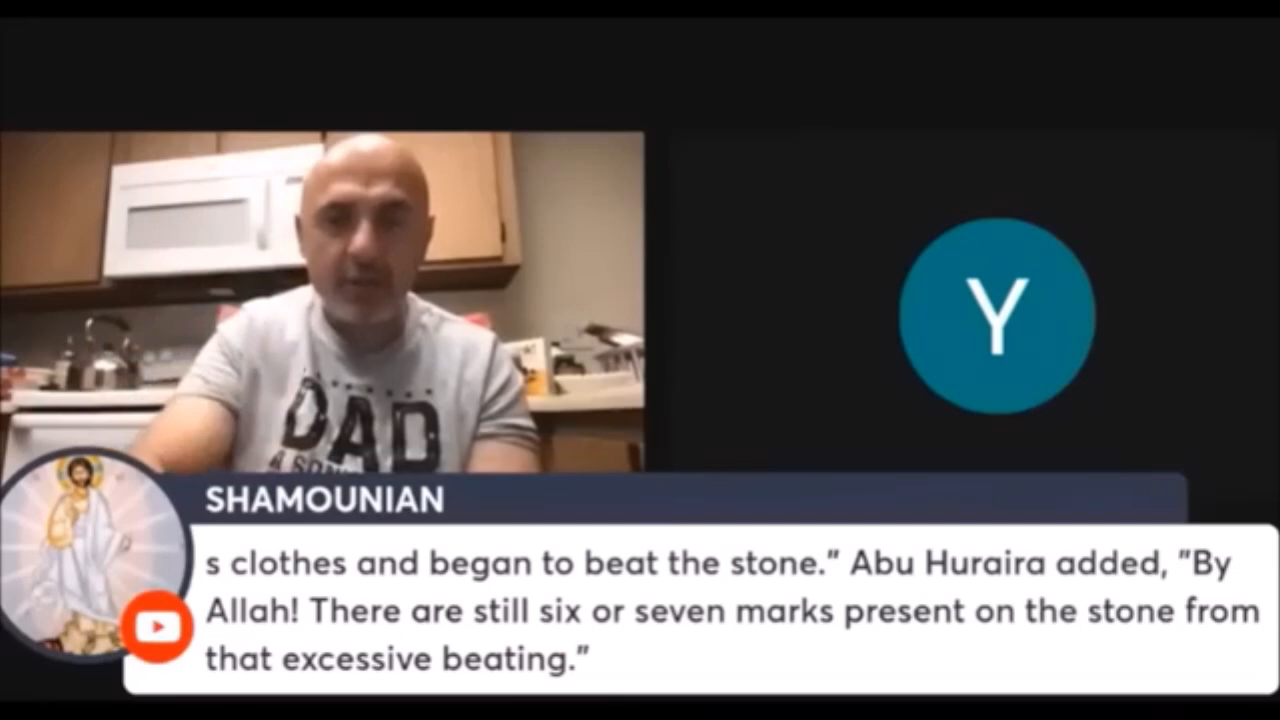 Y
DAD
SHAMOUNIAN
s clothes and began to beat the stone." Abu Huraira added, "By
Allah! There are still six or seven marks present on the stone from
that excessive beating."